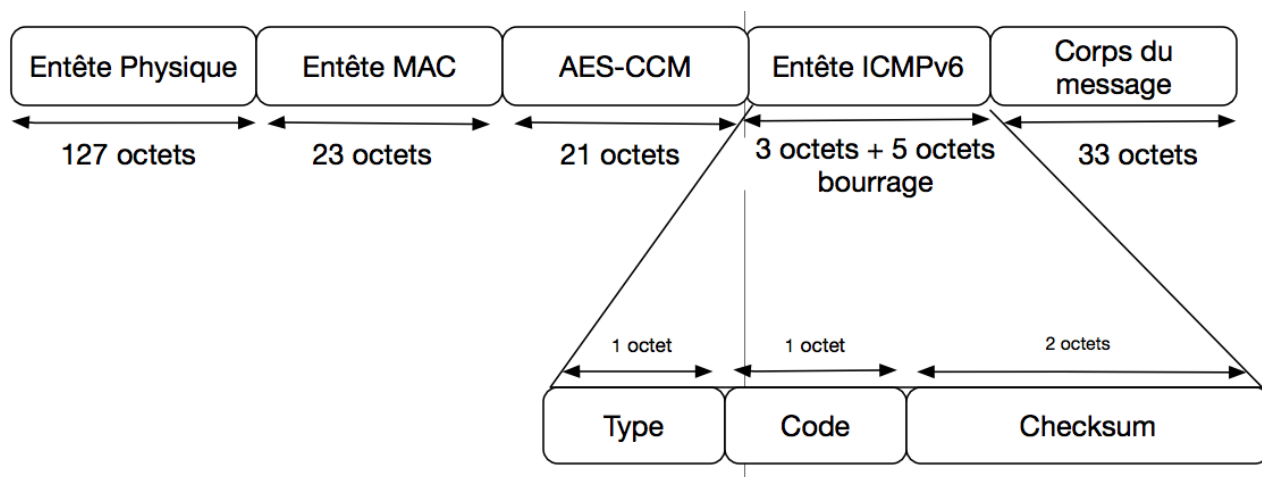 Entête Physique
Entête MAC
AES-CCM
Entête ICMPv6
Corps du
message
127 octets
23 octets
21 octets
3 octets + 5 octets
bourrage
33 octets
1 octet
1 octet
2 octets
Type
Code
Checksum